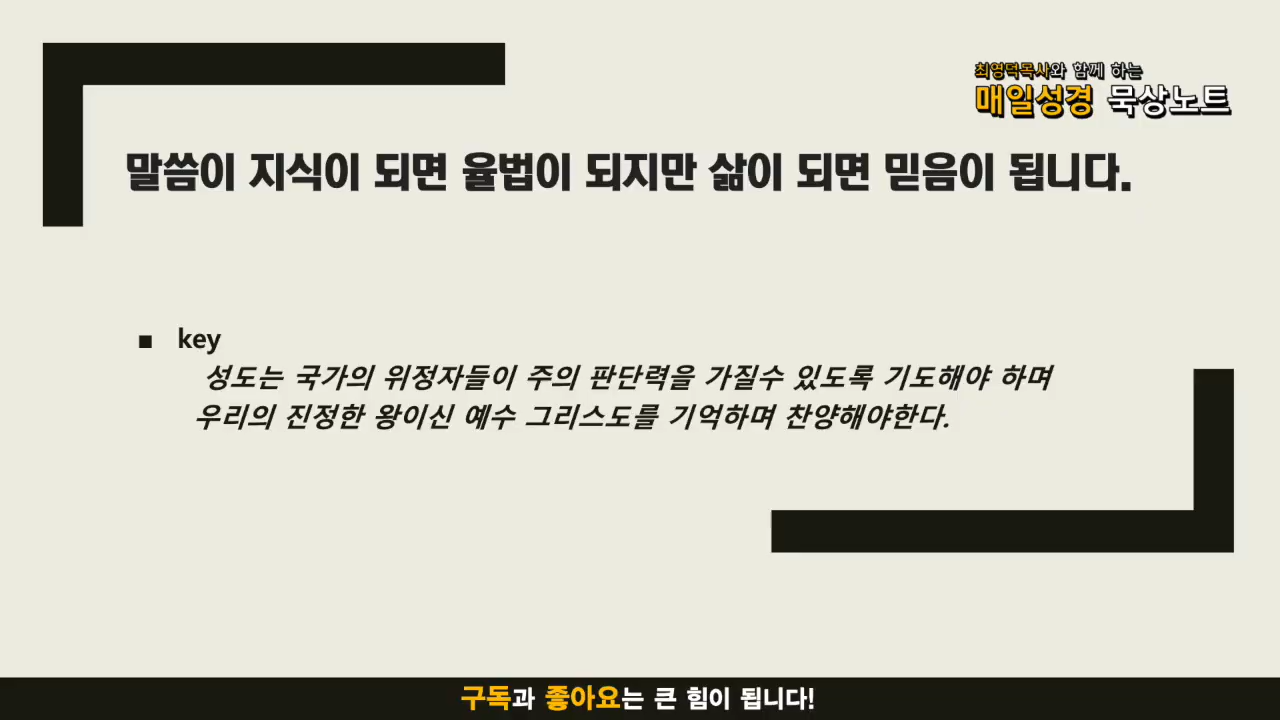 최영덕목사와 함께 하는
매일성경 묵상노트
말씀이 지식이 되면 율법이 되지만 삶이 되면 믿음이 됩니다.
■ key
성도는 국가의 위정자들이 주의 판단력을 가질수 있도록 기도해야 하며
우리의 진정한 왕이신 예수 그리스도를 기억하며 찬양해야한다.
구독과 좋아요는 큰 힘이 됩니다!